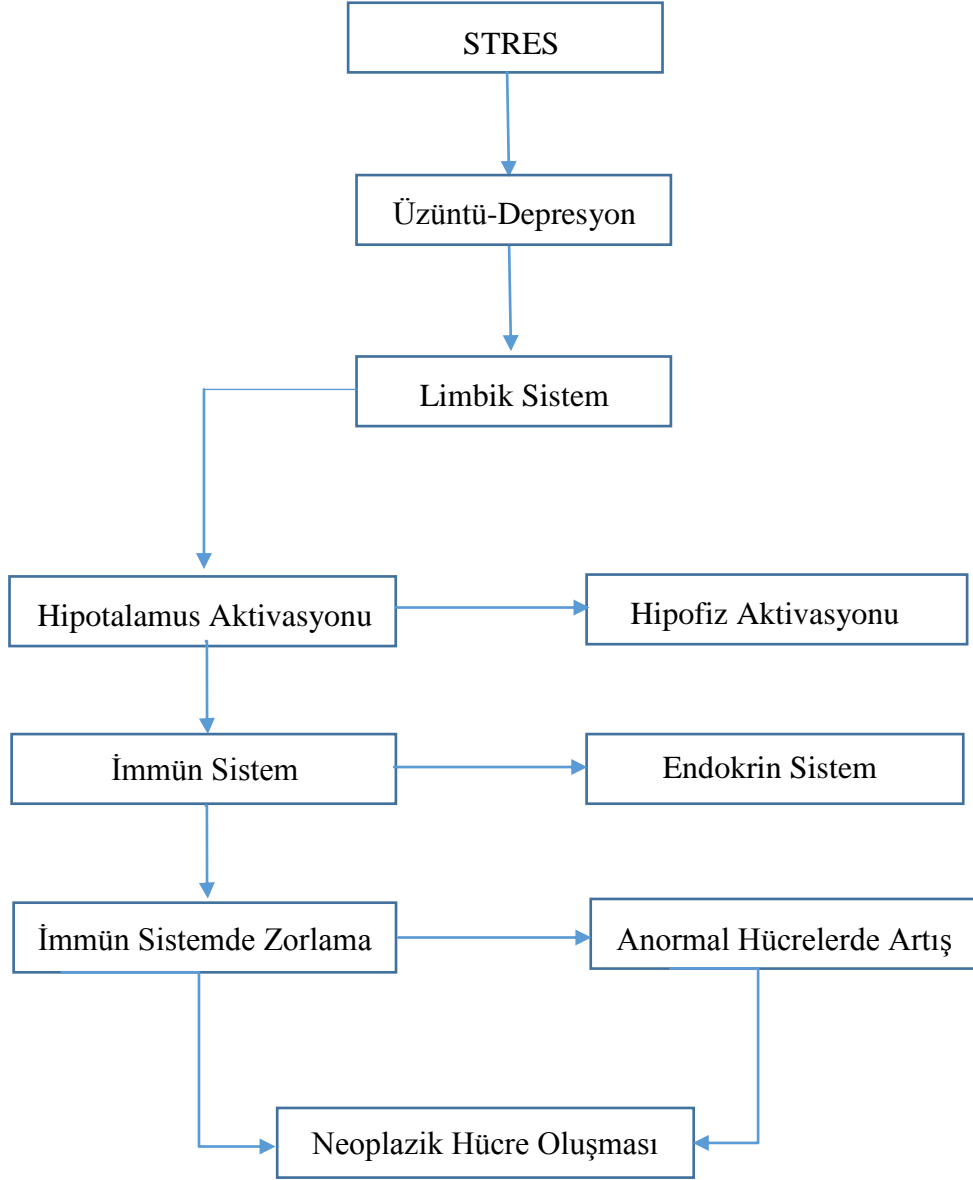 STRES
Üzüntü-Depresyon
Limbik Sistem
Hipotalamus Aktivasyonu
Hipofiz Aktivasyonu
İmmün Sistem
Endokrin Sistem
İmmün Sistemde Zorlama
Anormal Hücrelerde Artış
Neoplazik Hücre Oluşması